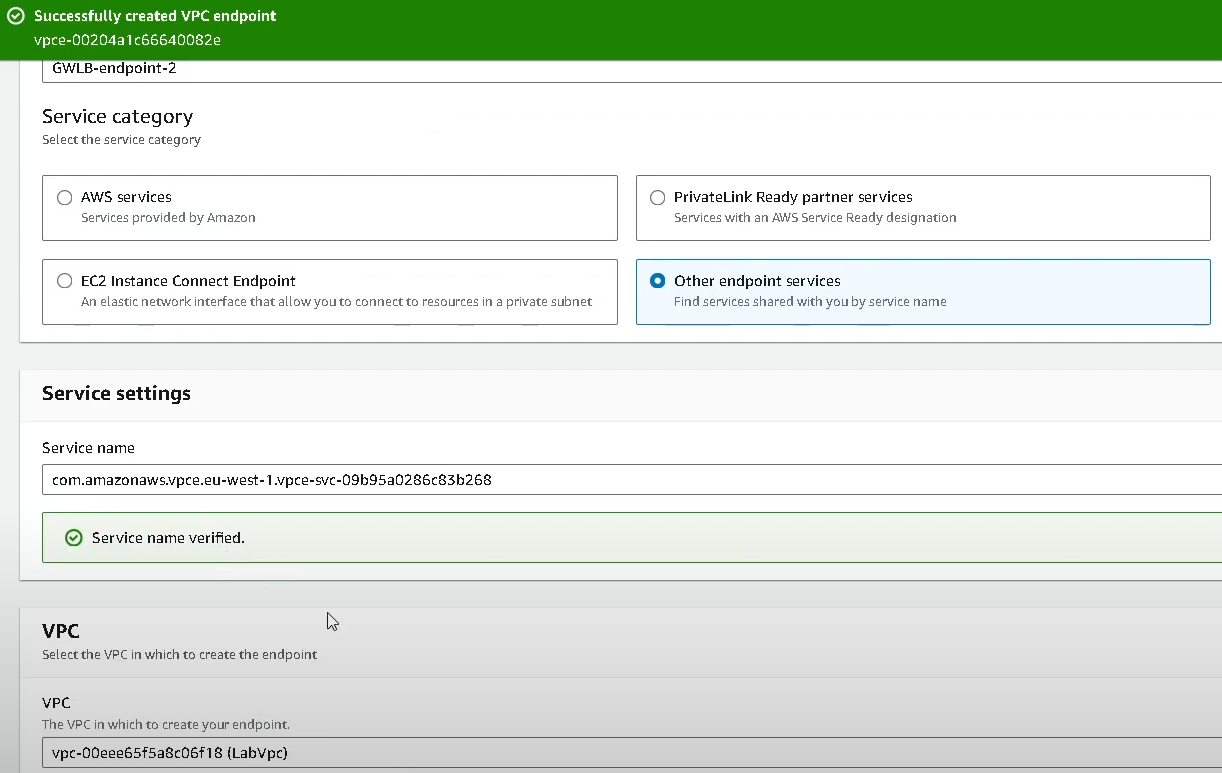 Successfully created VPC endpoint
vpce-00204a1c66640082e
GWLB-endpoint-2
Service category
Select the service category
AWS services
Services provided by Amazon
PrivateLink Ready partner services
Services with an AWS Service Ready designation
EC2 Instance Connect Endpoint
An elastic network interface that allow you to connect to resources in a private subnet
Other endpoint services
Find services shared with you by service name
Service settings
Service name
com.amazonaws.vpce.eu-west-1.vpce-svc-09b95a0286c83b268
Service name verified.
VPC
Select the VPC in which to create the endpoint
VPC
The VPC in which to create your endpoint.
vpc-00eee65f5a8c06f18 (LabVpc)